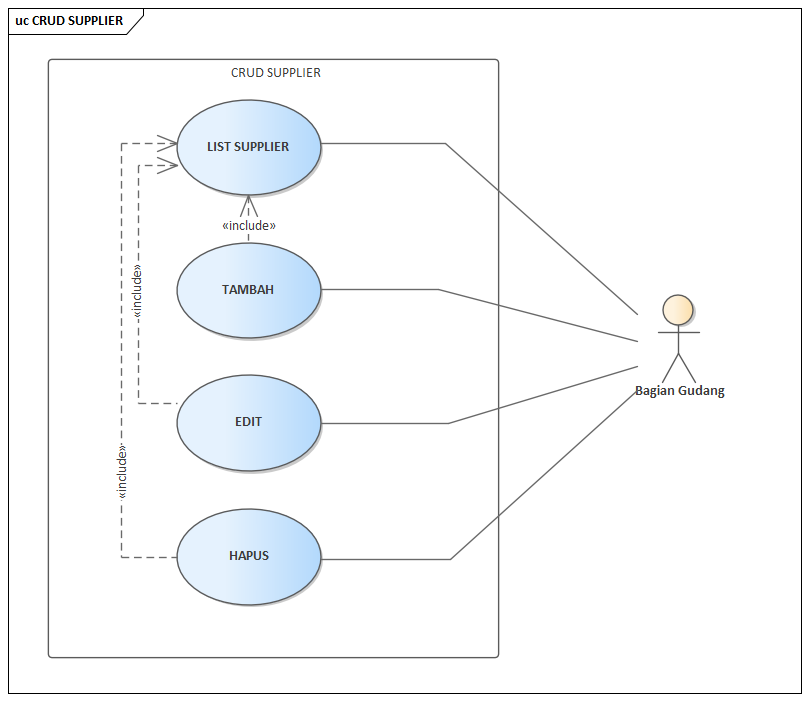 uc CRUD SUPPLIER
CRUD SUPPLIER
LIST SUPPLIER
«include»
TAMBAH
«include»
EDIT
Bagian Gudang
«include»
HAPUS